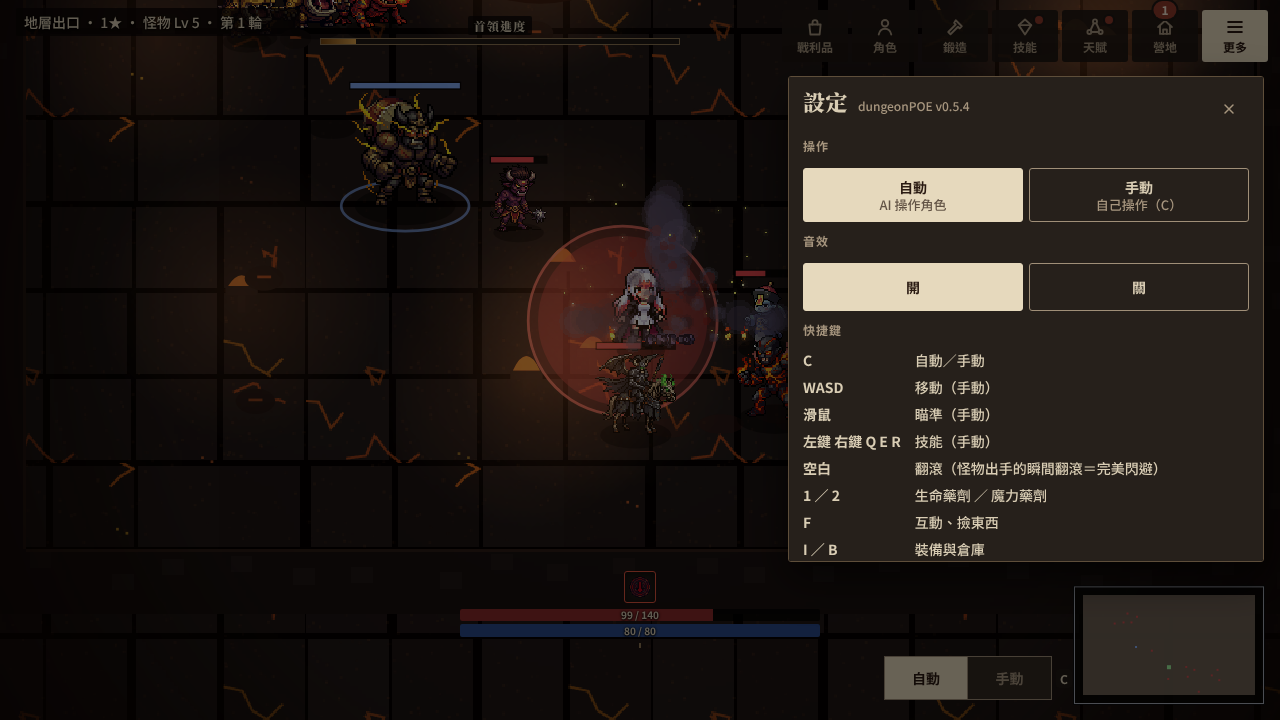 地層出口 · 1★ · 怪物 Lv 5 · 第 1 輪
首領進度
戰利品
角色
鍛造
技能
天賦
1
營地
更多
設定 dungeonPOE v0.5.4 ×
操作
自動
AI 操作角色
手動
自己操作（C）
音效
開
關
快捷鍵
C 自動／手動
WASD 移動（手動）
滑鼠 瞄準（手動）
左鍵 右鍵 Q E R 技能（手動）
空白 翻滾（怪物出手的瞬間翻滾＝完美閃避）
1 ／ 2 生命藥劑 ／ 魔力藥劑
F 互動、撿東西
I ／ B 裝備與倉庫
99 / 140
80 / 80
自動 手動 C